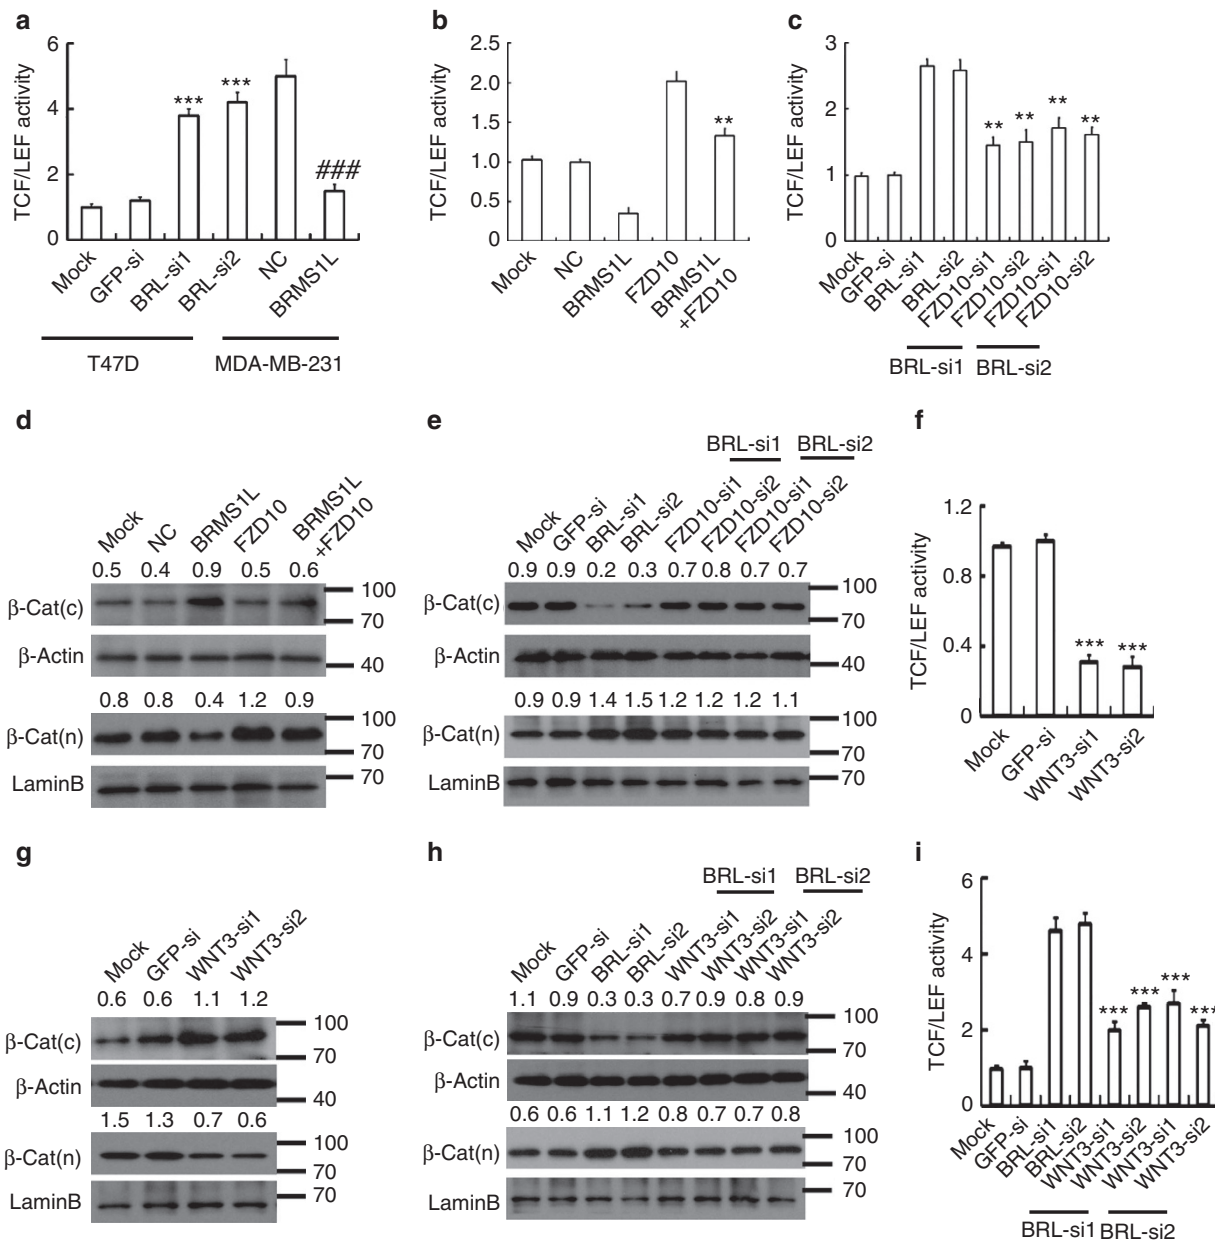 a
TCF/LEF activity
6
4
2
0
***
***
###
Mock
GFP-si
BRL-si1
BRL-si2
NC
BRMS1L
T47D
MDA-MB-231
b
TCF/LEF activity
2.5
2.0
1.5
1.0
0.5
0
**
Mock
NC
BRMS1L
FZD10
BRMS1L
+FZD10
c
TCF/LEF activity
3
2
1
0
**
**
**
**
Mock
GFP-si
BRL-si1
BRL-si2
FZD10-si1
FZD10-si2
FZD10-si1
FZD10-si2
BRL-si1
BRL-si2
d
Mock
NC
BRMS1L
FZD10
BRMS1L
+FZD10
0.5 0.4 0.9 0.5 0.6
β-Cat(c)
100
70
β-Actin
40
0.8 0.8 0.4 1.2 0.9
β-Cat(n)
100
70
LaminB
70
e
BRL-si1 BRL-si2
Mock
GFP-si
BRL-si1
BRL-si2
FZD10-si1
FZD10-si2
FZD10-si1
FZD10-si2
0.9 0.9 0.2 0.3 0.7 0.8 0.7 0.7
β-Cat(c)
100
70
β-Actin
40
0.9 0.9 1.4 1.5 1.2 1.2 1.2 1.1
β-Cat(n)
100
70
LaminB
70
f
TCF/LEF activity
1.2
0.8
0.4
0
***
***
Mock
GFP-si
WNT3-si1
WNT3-si2
g
Mock
GFP-si
WNT3-si1
WNT3-si2
0.6 0.6 1.1 1.2
β-Cat(c)
100
70
β-Actin
40
1.5 1.3 0.7 0.6
β-Cat(n)
100
70
LaminB
70
h
BRL-si1 BRL-si2
Mock
GFP-si
BRL-si1
BRL-si2
WNT3-si1
WNT3-si2
WNT3-si1
WNT3-si2
1.1 0.9 0.3 0.3 0.7 0.9 0.8 0.9
β-Cat(c)
100
70
β-Actin
40
0.6 0.6 1.1 1.2 0.8 0.7 0.7 0.8
β-Cat(n)
100
70
LaminB
70
i
TCF/LEF activity
6
4
2
0
***
***
***
***
Mock
GFP-si
BRL-si1
BRL-si2
WNT3-si1
WNT3-si2
WNT3-si1
WNT3-si2
BRL-si1 BRL-si2